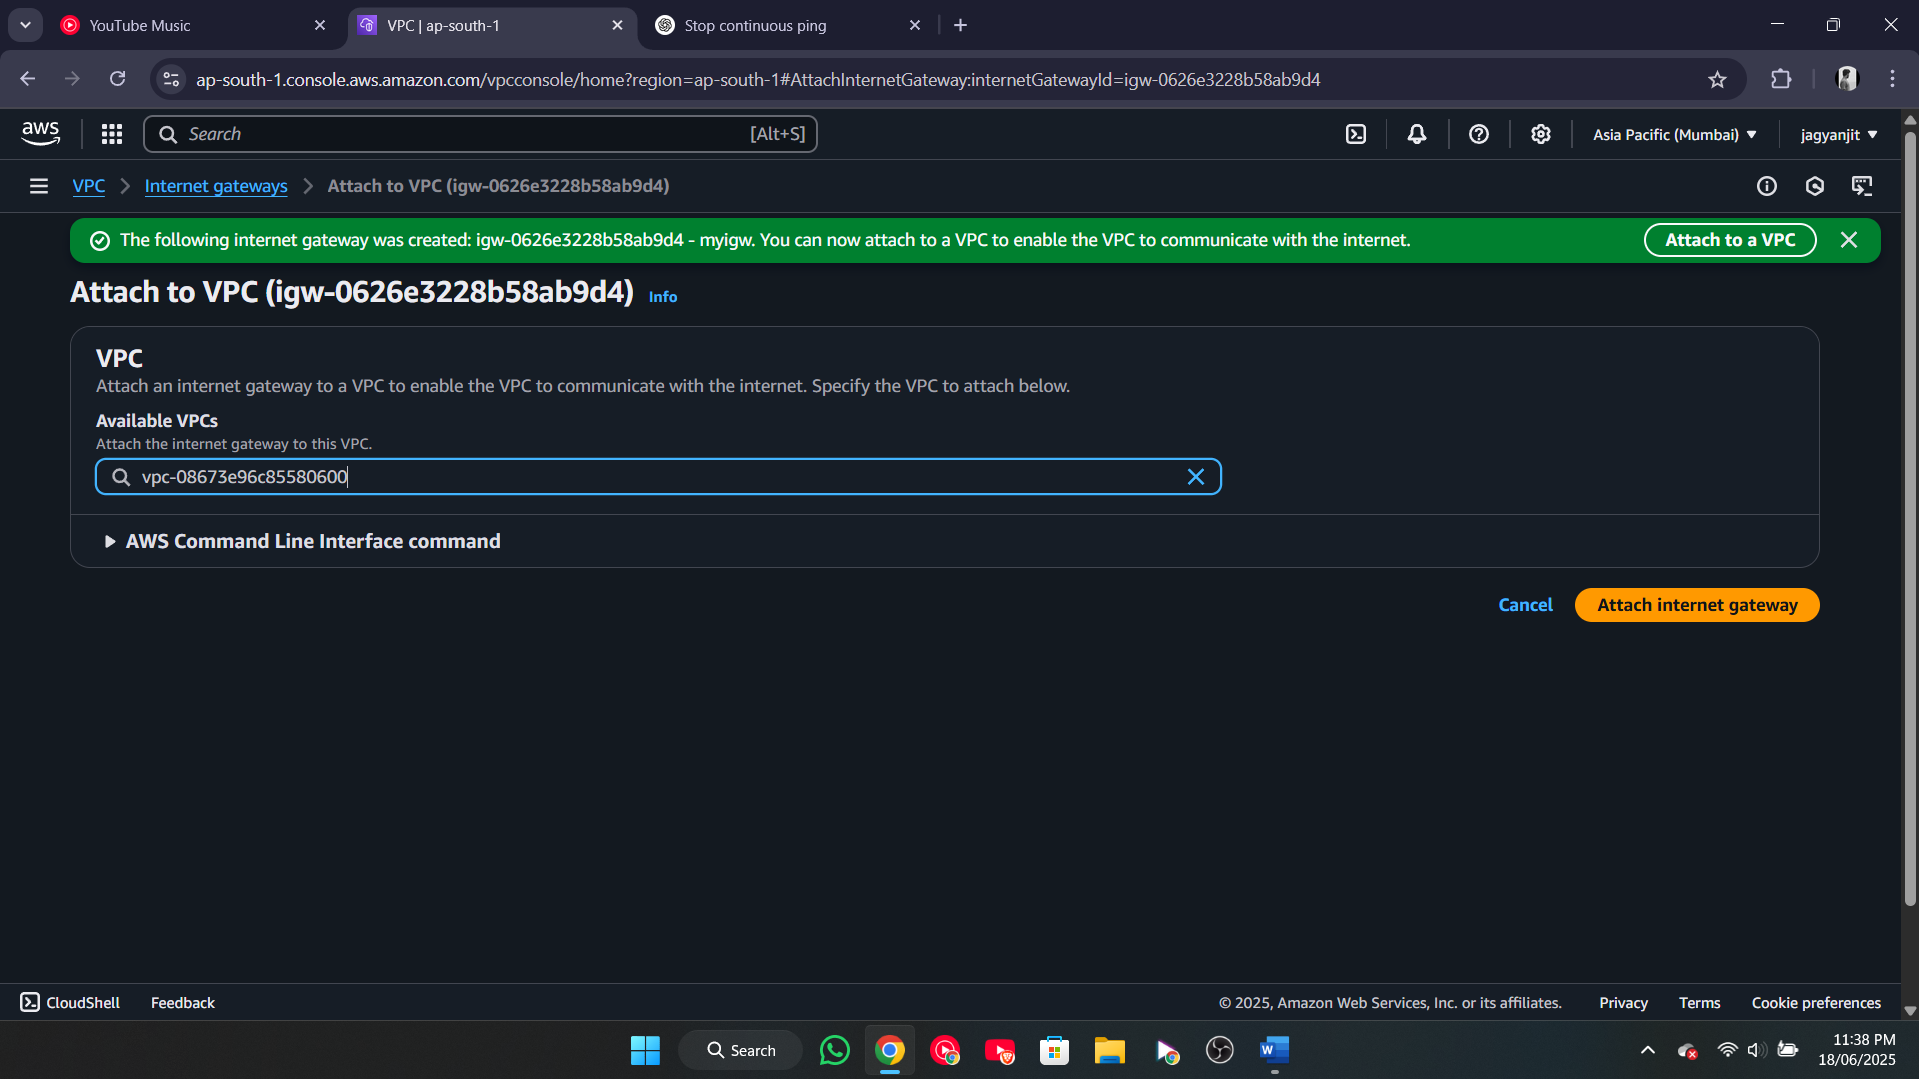 YouTube Music
VPC | ap-south-1
Stop continuous ping
ap-south-1.console.aws.amazon.com/vpcconsole/home?region=ap-south-1#AttachInternetGateway:internetGatewayId=igw-0626e3228b58ab9d4
aws
Search
[Alt+S]
Asia Pacific (Mumbai)
jagyanjit
VPC
Internet gateways
Attach to VPC (igw-0626e3228b58ab9d4)
The following internet gateway was created: igw-0626e3228b58ab9d4 - myigw. You can now attach to a VPC to enable the VPC to communicate with the internet.
Attach to a VPC
Attach to VPC (igw-0626e3228b58ab9d4) Info
VPC
Attach an internet gateway to a VPC to enable the VPC to communicate with the internet. Specify the VPC to attach below.
Available VPCs
Attach the internet gateway to this VPC.
vpc-08673e96c85580600
AWS Command Line Interface command
Cancel
Attach internet gateway
CloudShell
Feedback
© 2025, Amazon Web Services, Inc. or its affiliates.
Privacy
Terms
Cookie preferences
Search
11:38 PM
18/06/2025